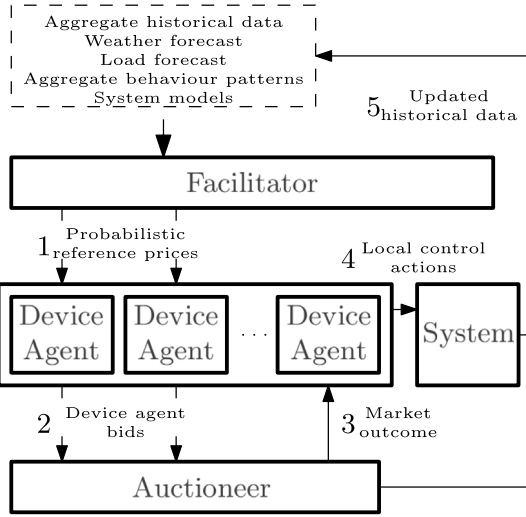 Aggregate historical data
Weather forecast
Load forecast
Aggregate behaviour patterns
System models
5 Updated
historical data
Facilitator
1 Probabilistic
reference prices
4 Local control
actions
Device
Agent
Device
Agent
...
Device
Agent
System
2 Device agent
bids
3 Market
outcome
Auctioneer